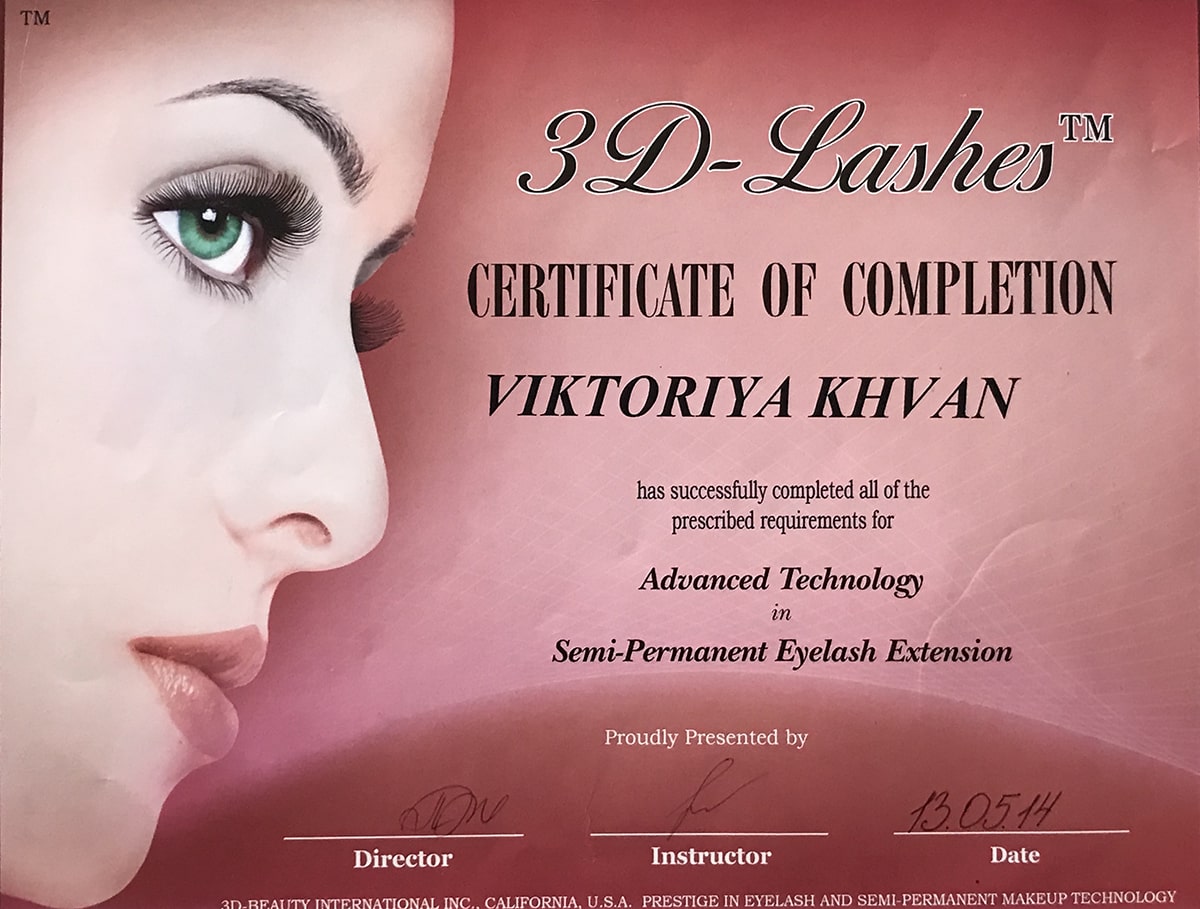 TM
3D-Lashes™
CERTIFICATE OF COMPLETION
VIKTORIYA KHVAN
has successfully completed all of the
prescribed requirements for
Advanced Technology
in
Semi-Permanent Eyelash Extension
Proudly Presented by
13.05.14
Director Instructor Date
3D-BEAUTY INTERNATIONAL INC., CALIFORNIA, U.S.A. PRESTIGE IN EYELASH AND SEMI-PERMANENT MAKEUP TECHNOLOGY